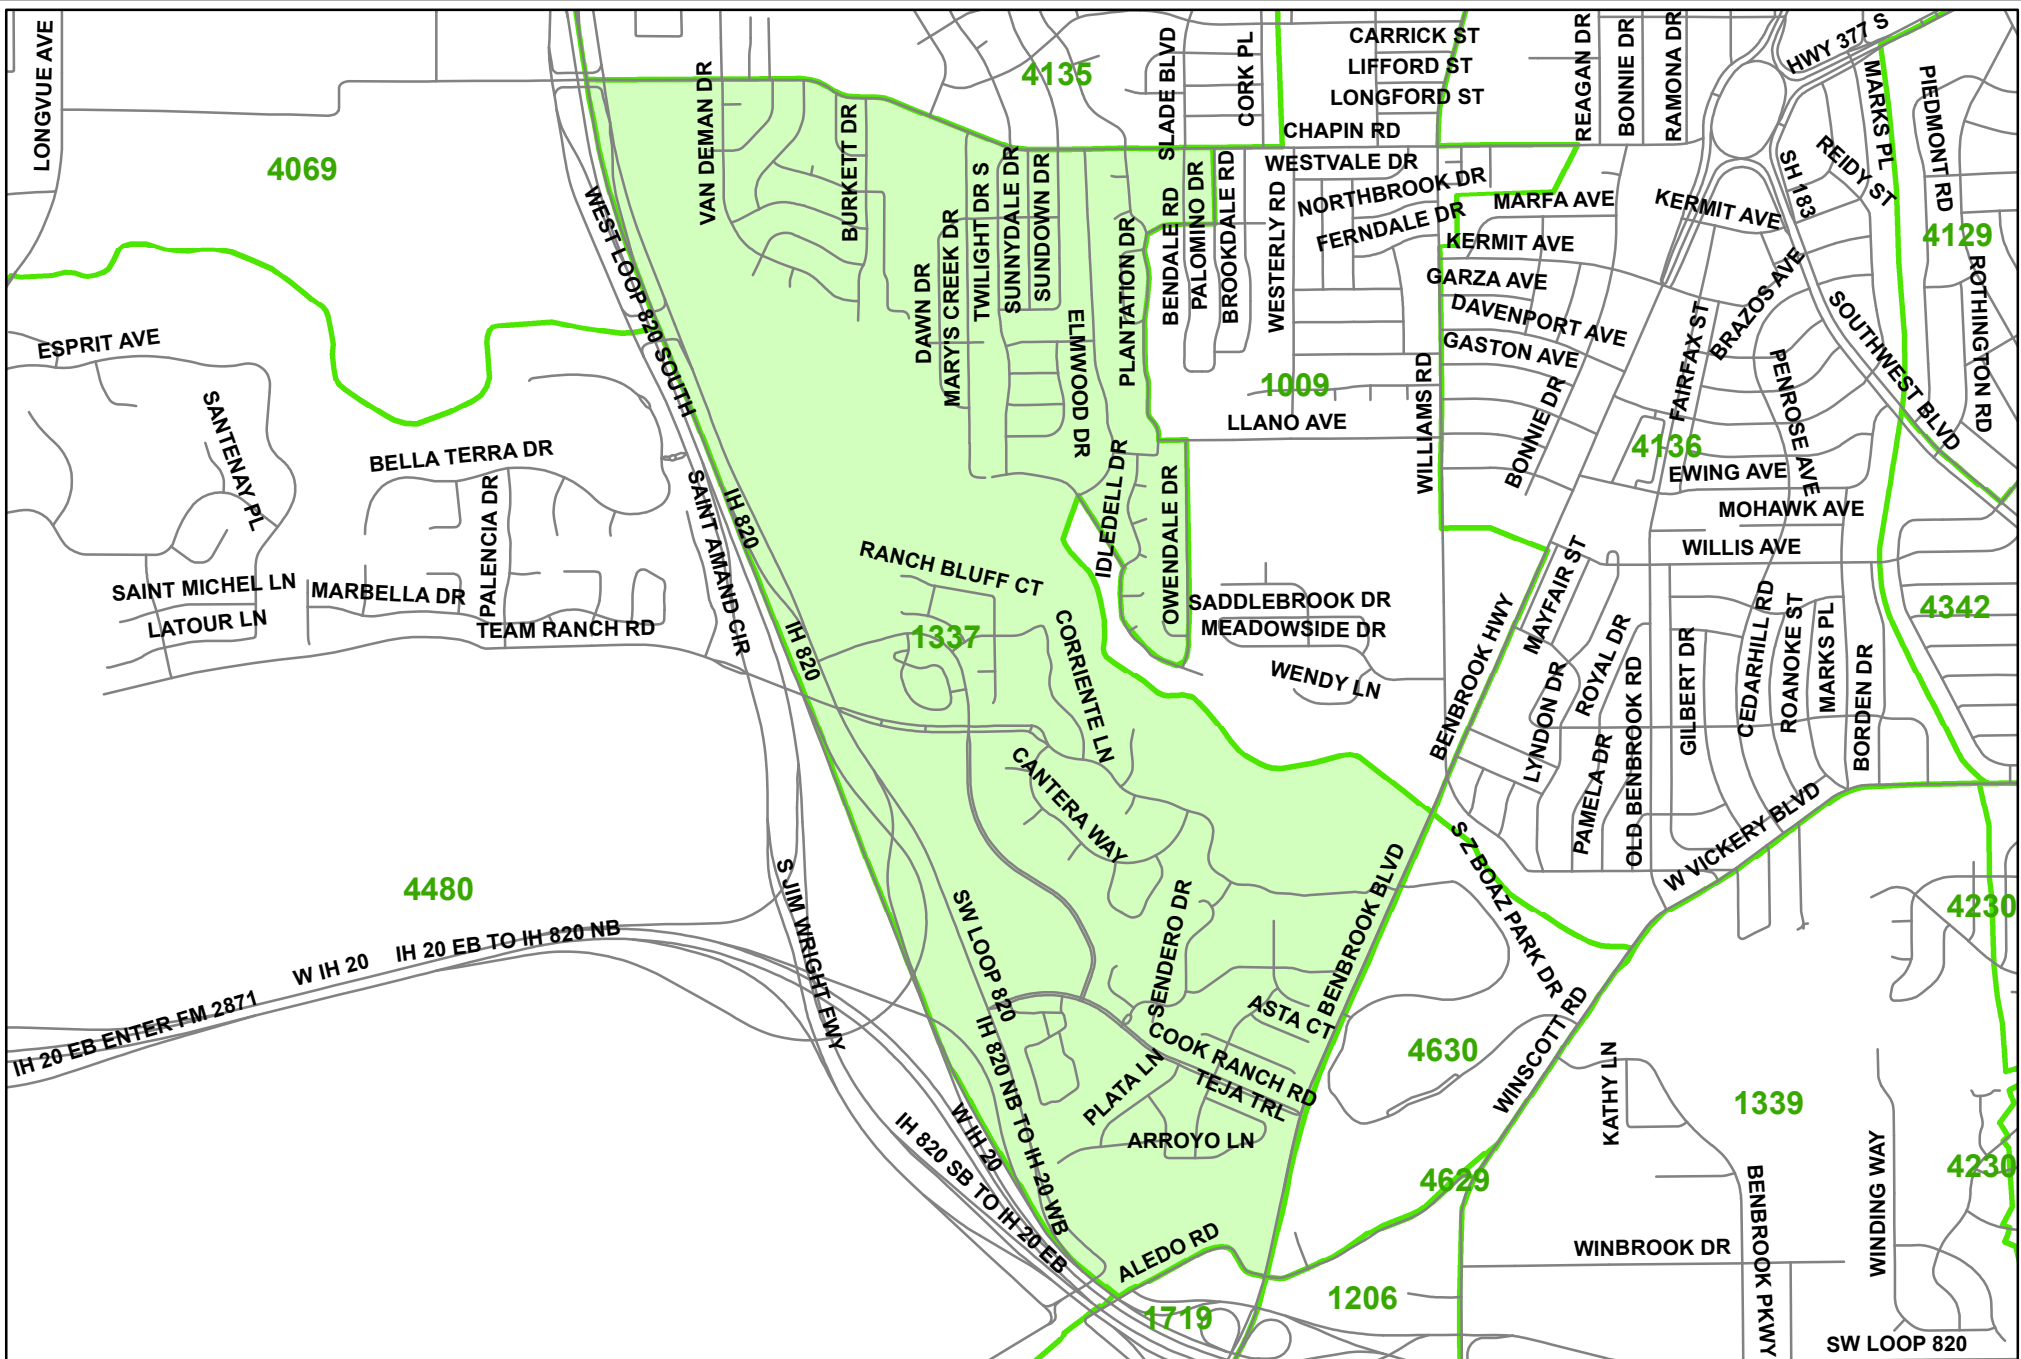 LONGVUE AVE
4069
VAN DEMAN DR
BURKETT DR
4135
SLADE BLVD
CORK PL
CARRICK ST
LIFFORD ST
LONGFORD ST
CHAPIN RD
REAGAN DR
BONNIE DR
RAMONA DR
HWY 377 S
MARKS PL
PIEDMONT RD
REIDY ST
SH 183
4129
ROTHINGTON RD
WEST LOOP 820 SOUTH
DAWN DR
MARY'S CREEK DR
TWILIGHT DR S
SUNNYDALE DR
SUNDOWN DR
ELMWOOD DR
PLANTATION DR
BENDALE RD
PALOMINO DR
BROOKDALE RD
WESTERLY RD
WESTVALE DR
NORTHBROOK DR
FERNDALE DR
MARFA AVE
KERMIT AVE
KERMIT AVE
GARZA AVE
DAVENPORT AVE
GASTON AVE
FAIRFAX ST
BRAZOS AVE
SOUTHWEST BLVD
PENROSE AVE
ESPRIT AVE
SANTENAY PL
BELLA TERRA DR
1009
LLANO AVE
WILLIAMS RD
BONNIE DR
4136
EWING AVE
MOHAWK AVE
WILLIS AVE
PALENCIA DR
SAINT AMAND CIR
IH 820
IDLEDELL DR
OWENDALE DR
RANCH BLUFF CT
SAINT MICHEL LN
LATOUR LN
MARBELLA DR
TEAM RANCH RD
IH 820
1337
CORRIENTE LN
SADDLEBROOK DR
MEADOWSIDE DR
WENDY LN
BENBROOK HWY
MAYFAIR ST
LYNDON DR
ROYAL DR
PAMELA DR
OLD BENBROOK RD
GILBERT DR
CEDARHILL RD
ROANOKE ST
MARKS PL
BORDEN DR
4342
CANTERA WAY
4480
S JIM WRIGHT FWY
SW LOOP 820
SENDERO DR
BENBROOK BLVD
S Z BOAZ PARK DR
W VICKERY BLVD
4230
IH 20 EB ENTER FM 2871
W IH 20
IH 20 EB TO IH 820 NB
IH 820 NB TO IH 20 WB
ASTA CT
COOK RANCH RD
TEJA TRL
PLATA LN
ARROYO LN
4630
WINSCOTT RD
KATHY LN
1339
W IH 20
IH 820 SB TO IH 20 EB
ALEDO RD
4629
4230
WINDING WAY
WINBROOK DR
BENBROOK PKWY
1719
1206
SW LOOP 820